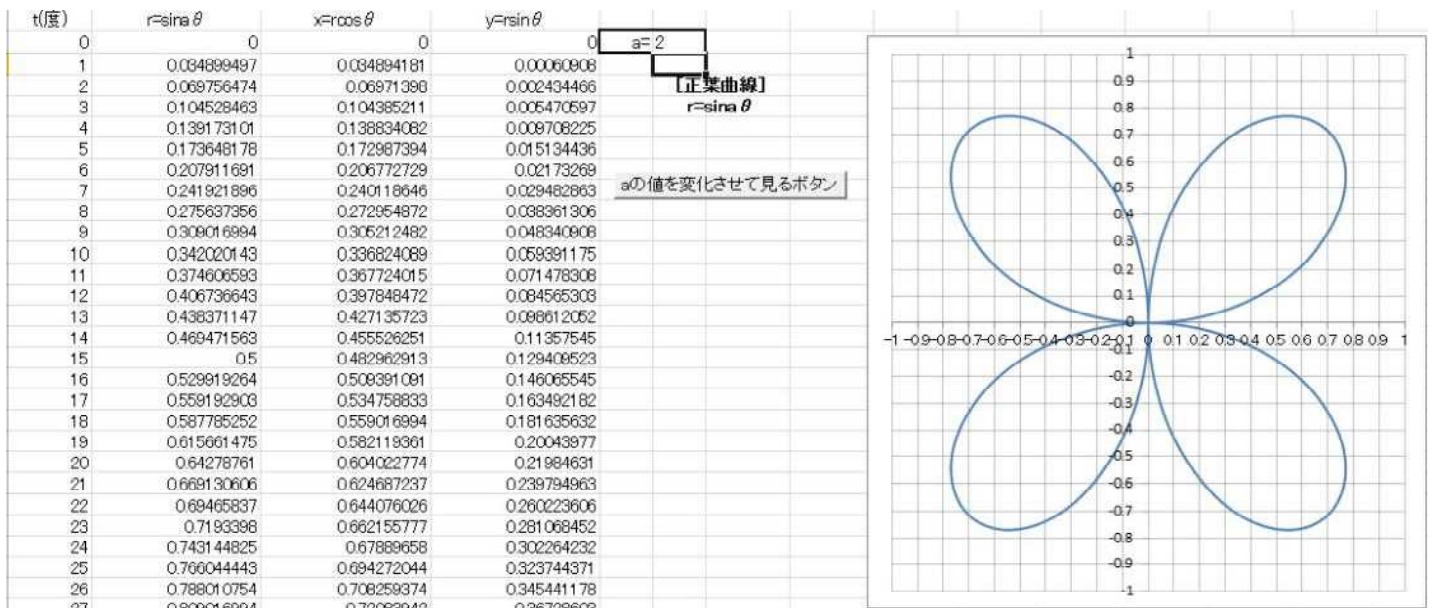 t(度) r=sina θ x=rcos θ y=rsin θ
0 0 0 0 a= 2
1 0.034899497 0.034894181 0.00060908
2 0.069756474 0.06971398 0.002434466 [正葉曲線]
3 0.104528463 0.104385211 0.005470597 r=sina θ
4 0.139173101 0.138834082 0.009708225
5 0.173648178 0.172987394 0.015134436
6 0.207911691 0.206772729 0.02173269
7 0.241921896 0.240118646 0.029482863 aの値を変化させて見るボタン
8 0.275637356 0.272954872 0.038361306
9 0.309016994 0.305212482 0.048340908
10 0.342020143 0.336824089 0.059391175
11 0.374606593 0.367724015 0.071478308
12 0.406736643 0.397848472 0.084565303
13 0.438371147 0.427135723 0.098612052
14 0.469471563 0.455526251 0.11357545
15 0.5 0.482962913 0.129409523
16 0.529919264 0.509391091 0.146065545
17 0.559192903 0.534758833 0.163492182
18 0.587785252 0.559016994 0.181635632
19 0.615661475 0.582119361 0.20043977
20 0.64278761 0.604022774 0.21984631
21 0.669130606 0.624687237 0.239794963
22 0.69465837 0.644076026 0.260223606
23 0.7193398 0.662155777 0.281068452
24 0.743144825 0.67889658 0.302264232
25 0.766044443 0.694272044 0.323744371
26 0.788010754 0.708259374 0.345441178
1
0.9
0.8
0.7
0.6
0.5
0.4
0.3
0.2
0.1
0
-1 -0.9 -0.8 -0.7 -0.6 -0.5 -0.4 -0.3 -0.2 -0.1 0 0.1 0.2 0.3 0.4 0.5 0.6 0.7 0.8 0.9 1
-0.1
-0.2
-0.3
-0.4
-0.5
-0.6
-0.7
-0.8
-0.9
-1